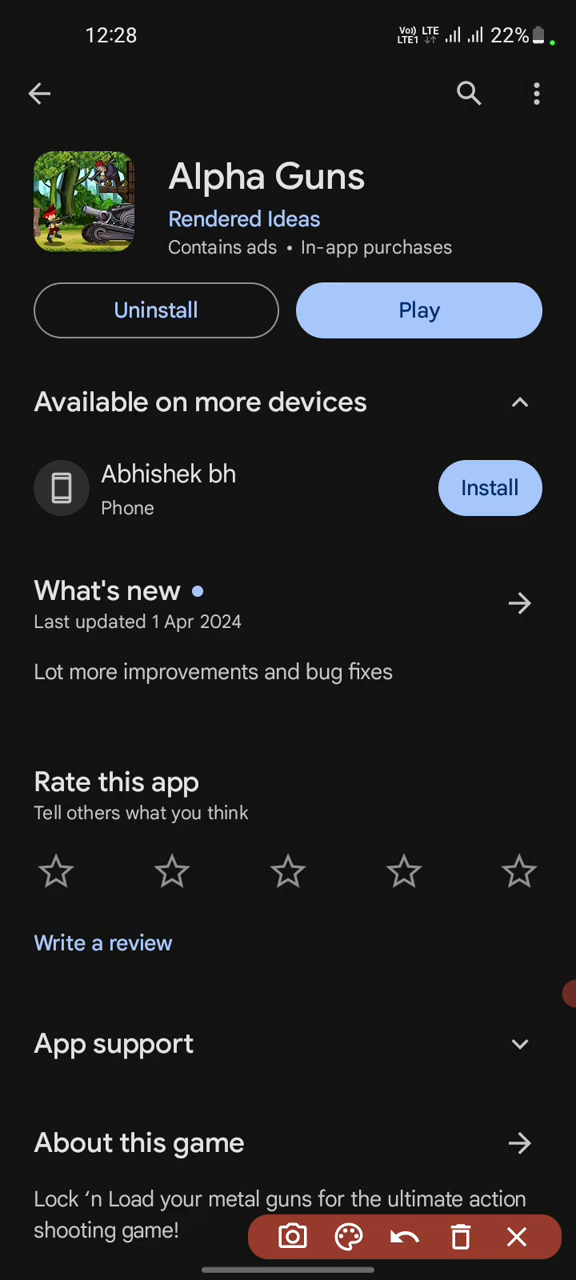 12:28
Vo) LTE
LTE1
22%
Alpha Guns
Rendered Ideas
Contains ads • In-app purchases
Uninstall
Play
Available on more devices
Abhishek bh
Phone
Install
What's new
Last updated 1 Apr 2024
Lot more improvements and bug fixes
Rate this app
Tell others what you think
Write a review
App support
About this game
Lock ‘n Load your metal guns for the ultimate action
shooting game!